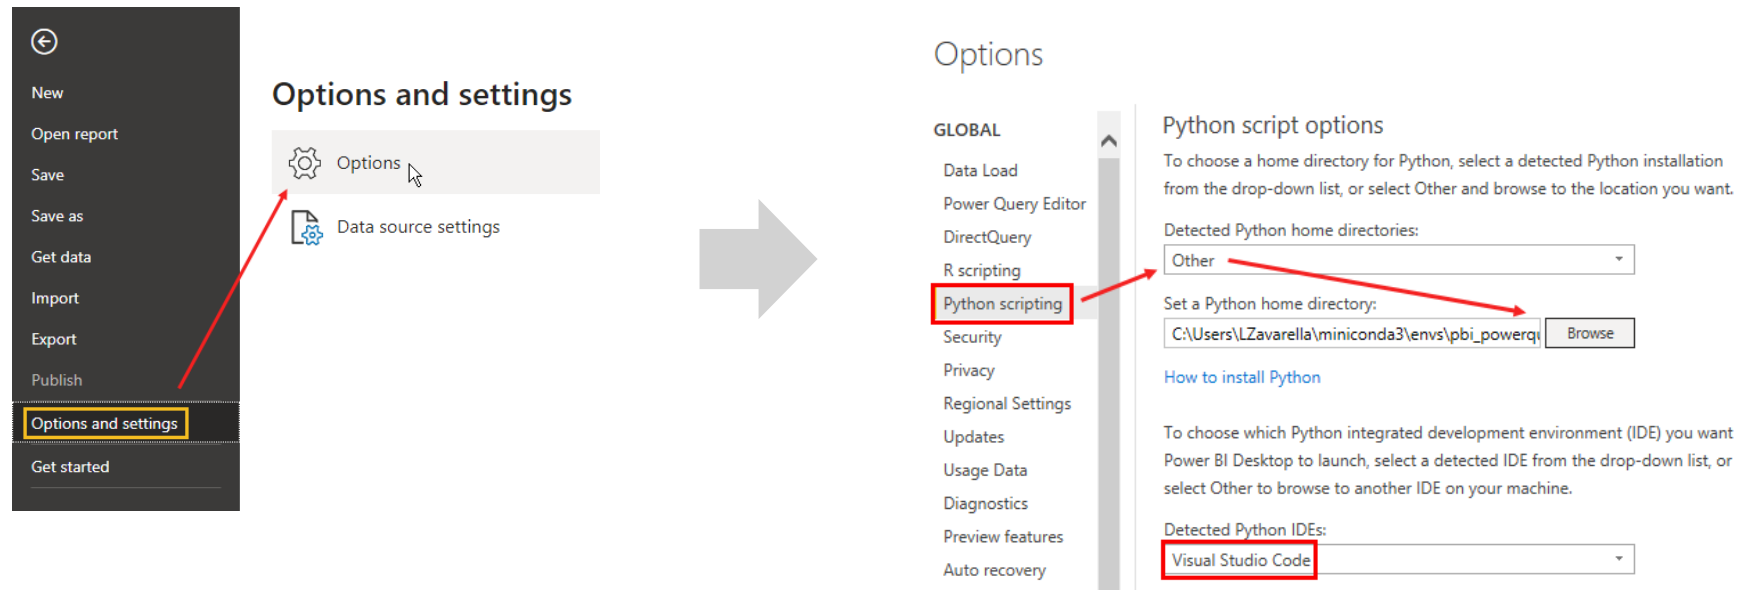 New
Open report
Save
Save as
Get data
Import
Export
Publish
Options and settings
Get started
Options and settings
Options
Data source settings
Options
GLOBAL
Data Load
Power Query Editor
DirectQuery
R scripting
Python scripting
Security
Privacy
Regional Settings
Updates
Usage Data
Diagnostics
Preview features
Auto recovery
Python script options
To choose a home directory for Python, select a detected Python installation
from the drop-down list, or select Other and browse to the location you want.
Detected Python home directories:
Other
Set a Python home directory:
C:\Users\LZavarella\miniconda3\envs\pbi_powerqu
Browse
How to install Python
To choose which Python integrated development environment (IDE) you want
Power BI Desktop to launch, select a detected IDE from the drop-down list, or
select Other to browse to another IDE on your machine.
Detected Python IDEs:
Visual Studio Code